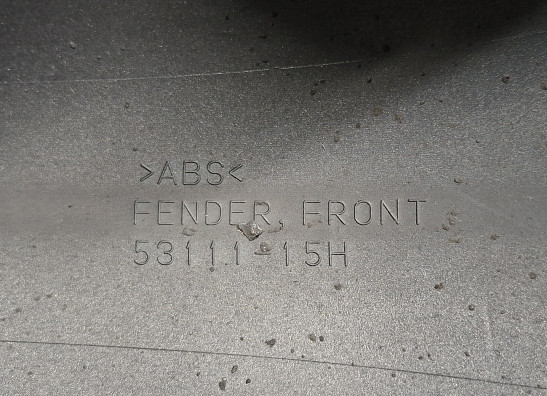 >ABS<
FENDER, FRONT
53111-15H